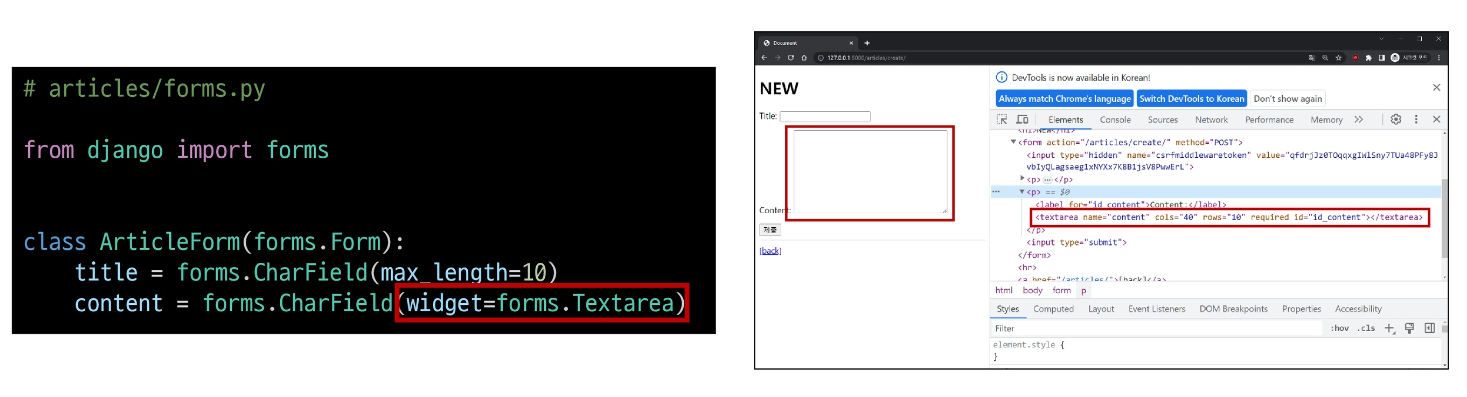 # articles/forms.py
from django import forms
class ArticleForm(forms.Form):
title = forms.CharField(max_length=10)
content = forms.CharField(widget=forms.Textarea)
Document
127.0.0.1:8000/articles/create/
NEW
Title:
Content:
제출
[back]
DevTools is now available in Korean!
Always match Chrome's language
Switch DevTools to Korean
Don't show again
Elements Console Sources Network Performance Memory
<h1>NEW</h1>
<form action="/articles/create/" method="POST">
<input type="hidden" name="csrfmiddlewaretoken" value="
<p>…</p>
<p> == $0
<label for="id_content">Content:</label>
<textarea name="content" cols="40" rows="10" required id="id_content"></textarea>
</p>
<input type="submit">
</form>
<hr>
<a href="/articles/">[back]</a>
html body form p
Styles Computed Layout Event Listeners DOM Breakpoints Properties Accessibility
Filter
:hov .cls
element.style {
}